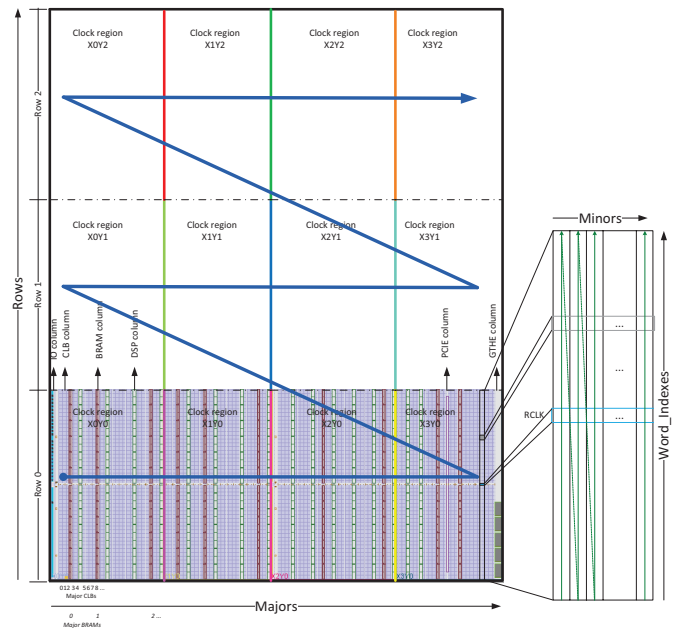 Clock region
X0Y2
Clock region
X1Y2
Clock region
X2Y2
Clock region
X3Y2
Row 2
Clock region
X0Y1
Clock region
X1Y1
Clock region
X2Y1
Clock region
X3Y1
Minors
Rows
Row 1
IO column
CLB column
BRAM column
DSP column
PCIE column
GTHE column
...
...
...
Word_Indexes
RCLK
Clock region
X0Y0
Clock region
X1Y0
Clock region
X2Y0
Clock region
X3Y0
Row 0
X2Y0
X3Y0
012 34 5678...
Major CLBs
Majors
0 1 2...
Major BRAMs